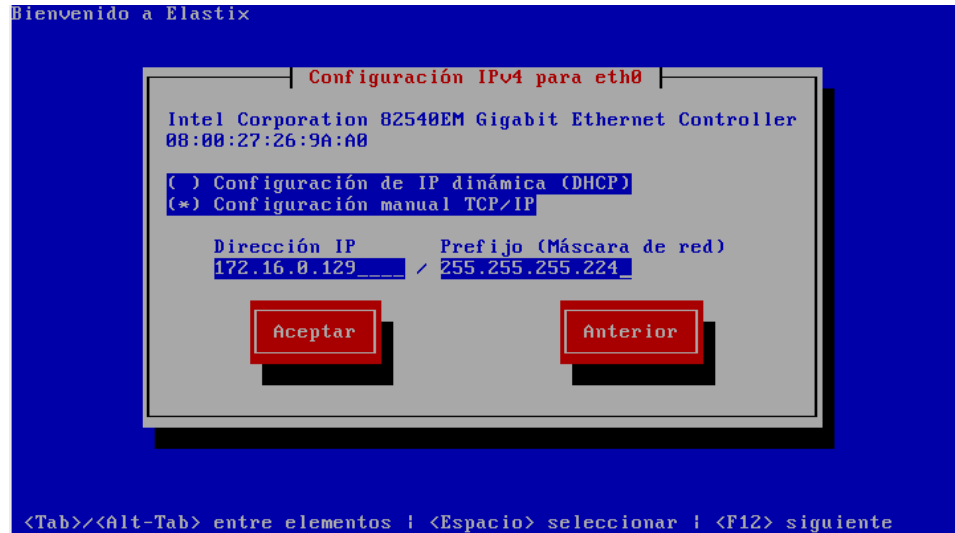 Bienvenido a Elastix
Configuración IPv4 para eth0
Intel Corporation 82540EM Gigabit Ethernet Controller
08:00:27:26:9A:A0
( ) Configuración de IP dinámica (DHCP)
(*) Configuración manual TCP/IP
Dirección IP Prefijo (Máscara de red)
172.16.0.129____ / 255.255.255.224_
Aceptar Anterior
<Tab>/<Alt-Tab> entre elementos | <Espacio> seleccionar | <F12> siguiente